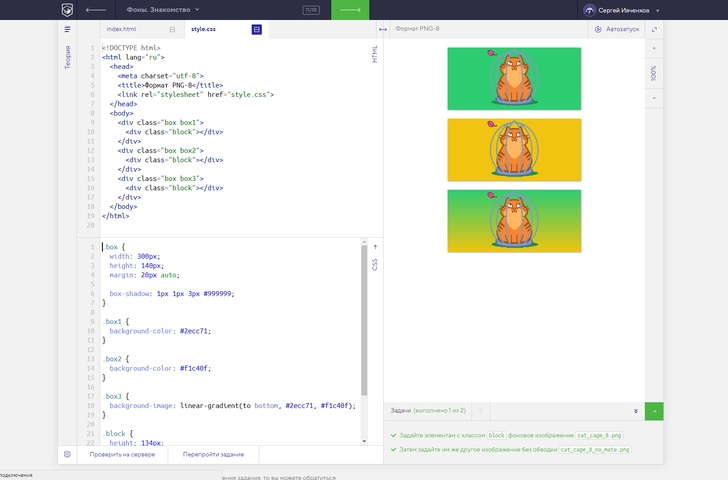 Фоны. Знакомство
11/18
Сергей Ивченков
index.html
style.css
Формат PNG-8
Автозапуск
Теория
HTML
100%
1 <!DOCTYPE html>
2 <html lang="ru">
3 <head>
4 <meta charset="utf-8">
5 <title>Формат PNG-8</title>
6 <link rel="stylesheet" href="style.css">
7 </head>
8 <body>
9 <div class="box box1">
10 <div class="block"></div>
11 </div>
12 <div class="box box2">
13 <div class="block"></div>
14 </div>
15 <div class="box box3">
16 <div class="block"></div>
17 </div>
18 </body>
19 </html>
20
CSS
1 .box {
2 width: 300px;
3 height: 140px;
4 margin: 20px auto;
5
6 box-shadow: 1px 1px 3px #999999;
7 }
8
9 .box1 {
10 background-color: #2ecc71;
11 }
12
13 .box2 {
14 background-color: #f1c40f;
15 }
16
17 .box3 {
18 background-image: linear-gradient(to bottom, #2ecc71, #f1c40f);
19 }
20
21 .block {
22 height: 134px;
Задачи (выполнено 1 из 2)
Задайте элементам с классом block фоновое изображение cat_cage_8.png
Затем задайте им же другое изображение без обводки cat_cage_8_no_mate.png
Проверить на сервере
Перепройти задание
подключения
ения задания, то вы можете обратиться